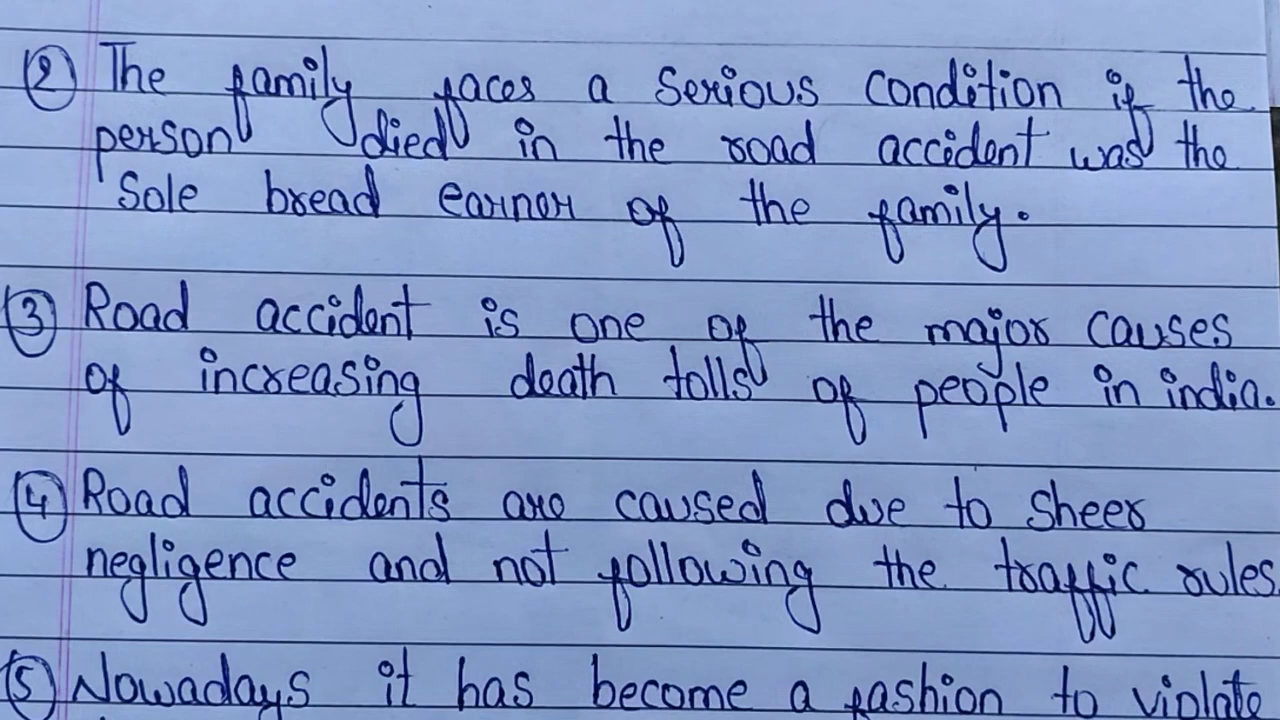 ② The family faces a serious condition if the
person died in the road accident was the
Sole bread earner of the family.
③ Road accident is one of the major causes
of increasing death tolls of people in india.
④ Road accidents are caused due to sheer
negligence and not following the traffic rules
⑤ Nowadays it has become a fashion to violate